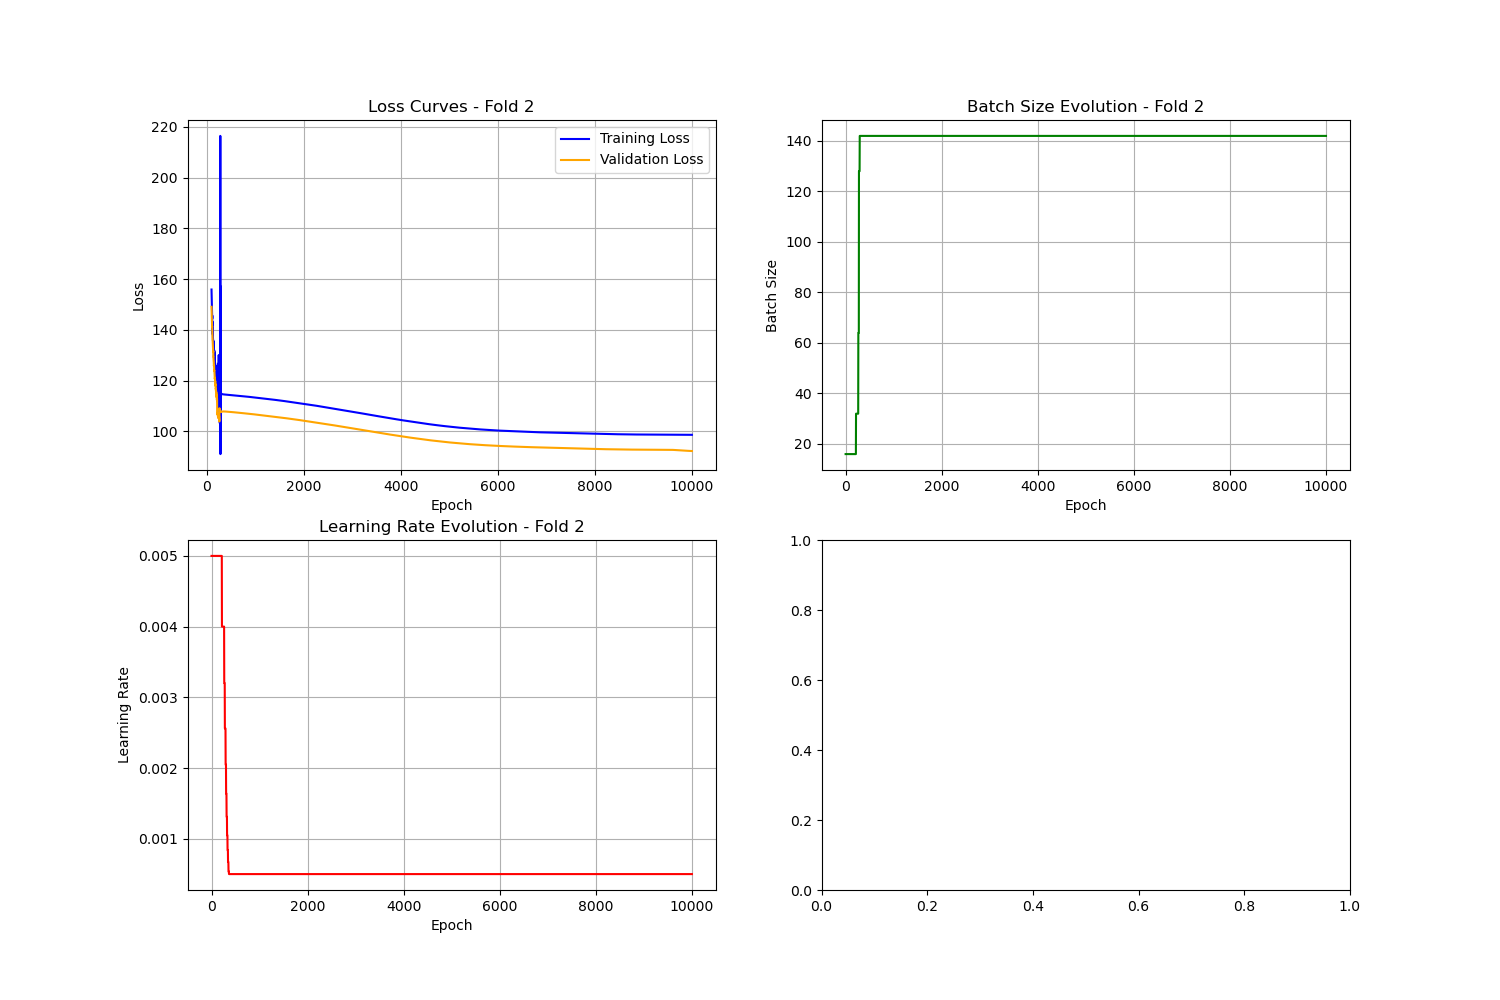 Loss Curves - Fold 2
220
200
180
160
140
120
100
Loss
Training Loss
Validation Loss
0 2000 4000 6000 8000 10000
Epoch
Batch Size Evolution - Fold 2
140
120
100
80
60
40
20
Batch Size
0 2000 4000 6000 8000 10000
Epoch
Learning Rate Evolution - Fold 2
0.005
0.004
0.003
0.002
0.001
Learning Rate
0 2000 4000 6000 8000 10000
Epoch
1.0
0.8
0.6
0.4
0.2
0.0
0.0 0.2 0.4 0.6 0.8 1.0